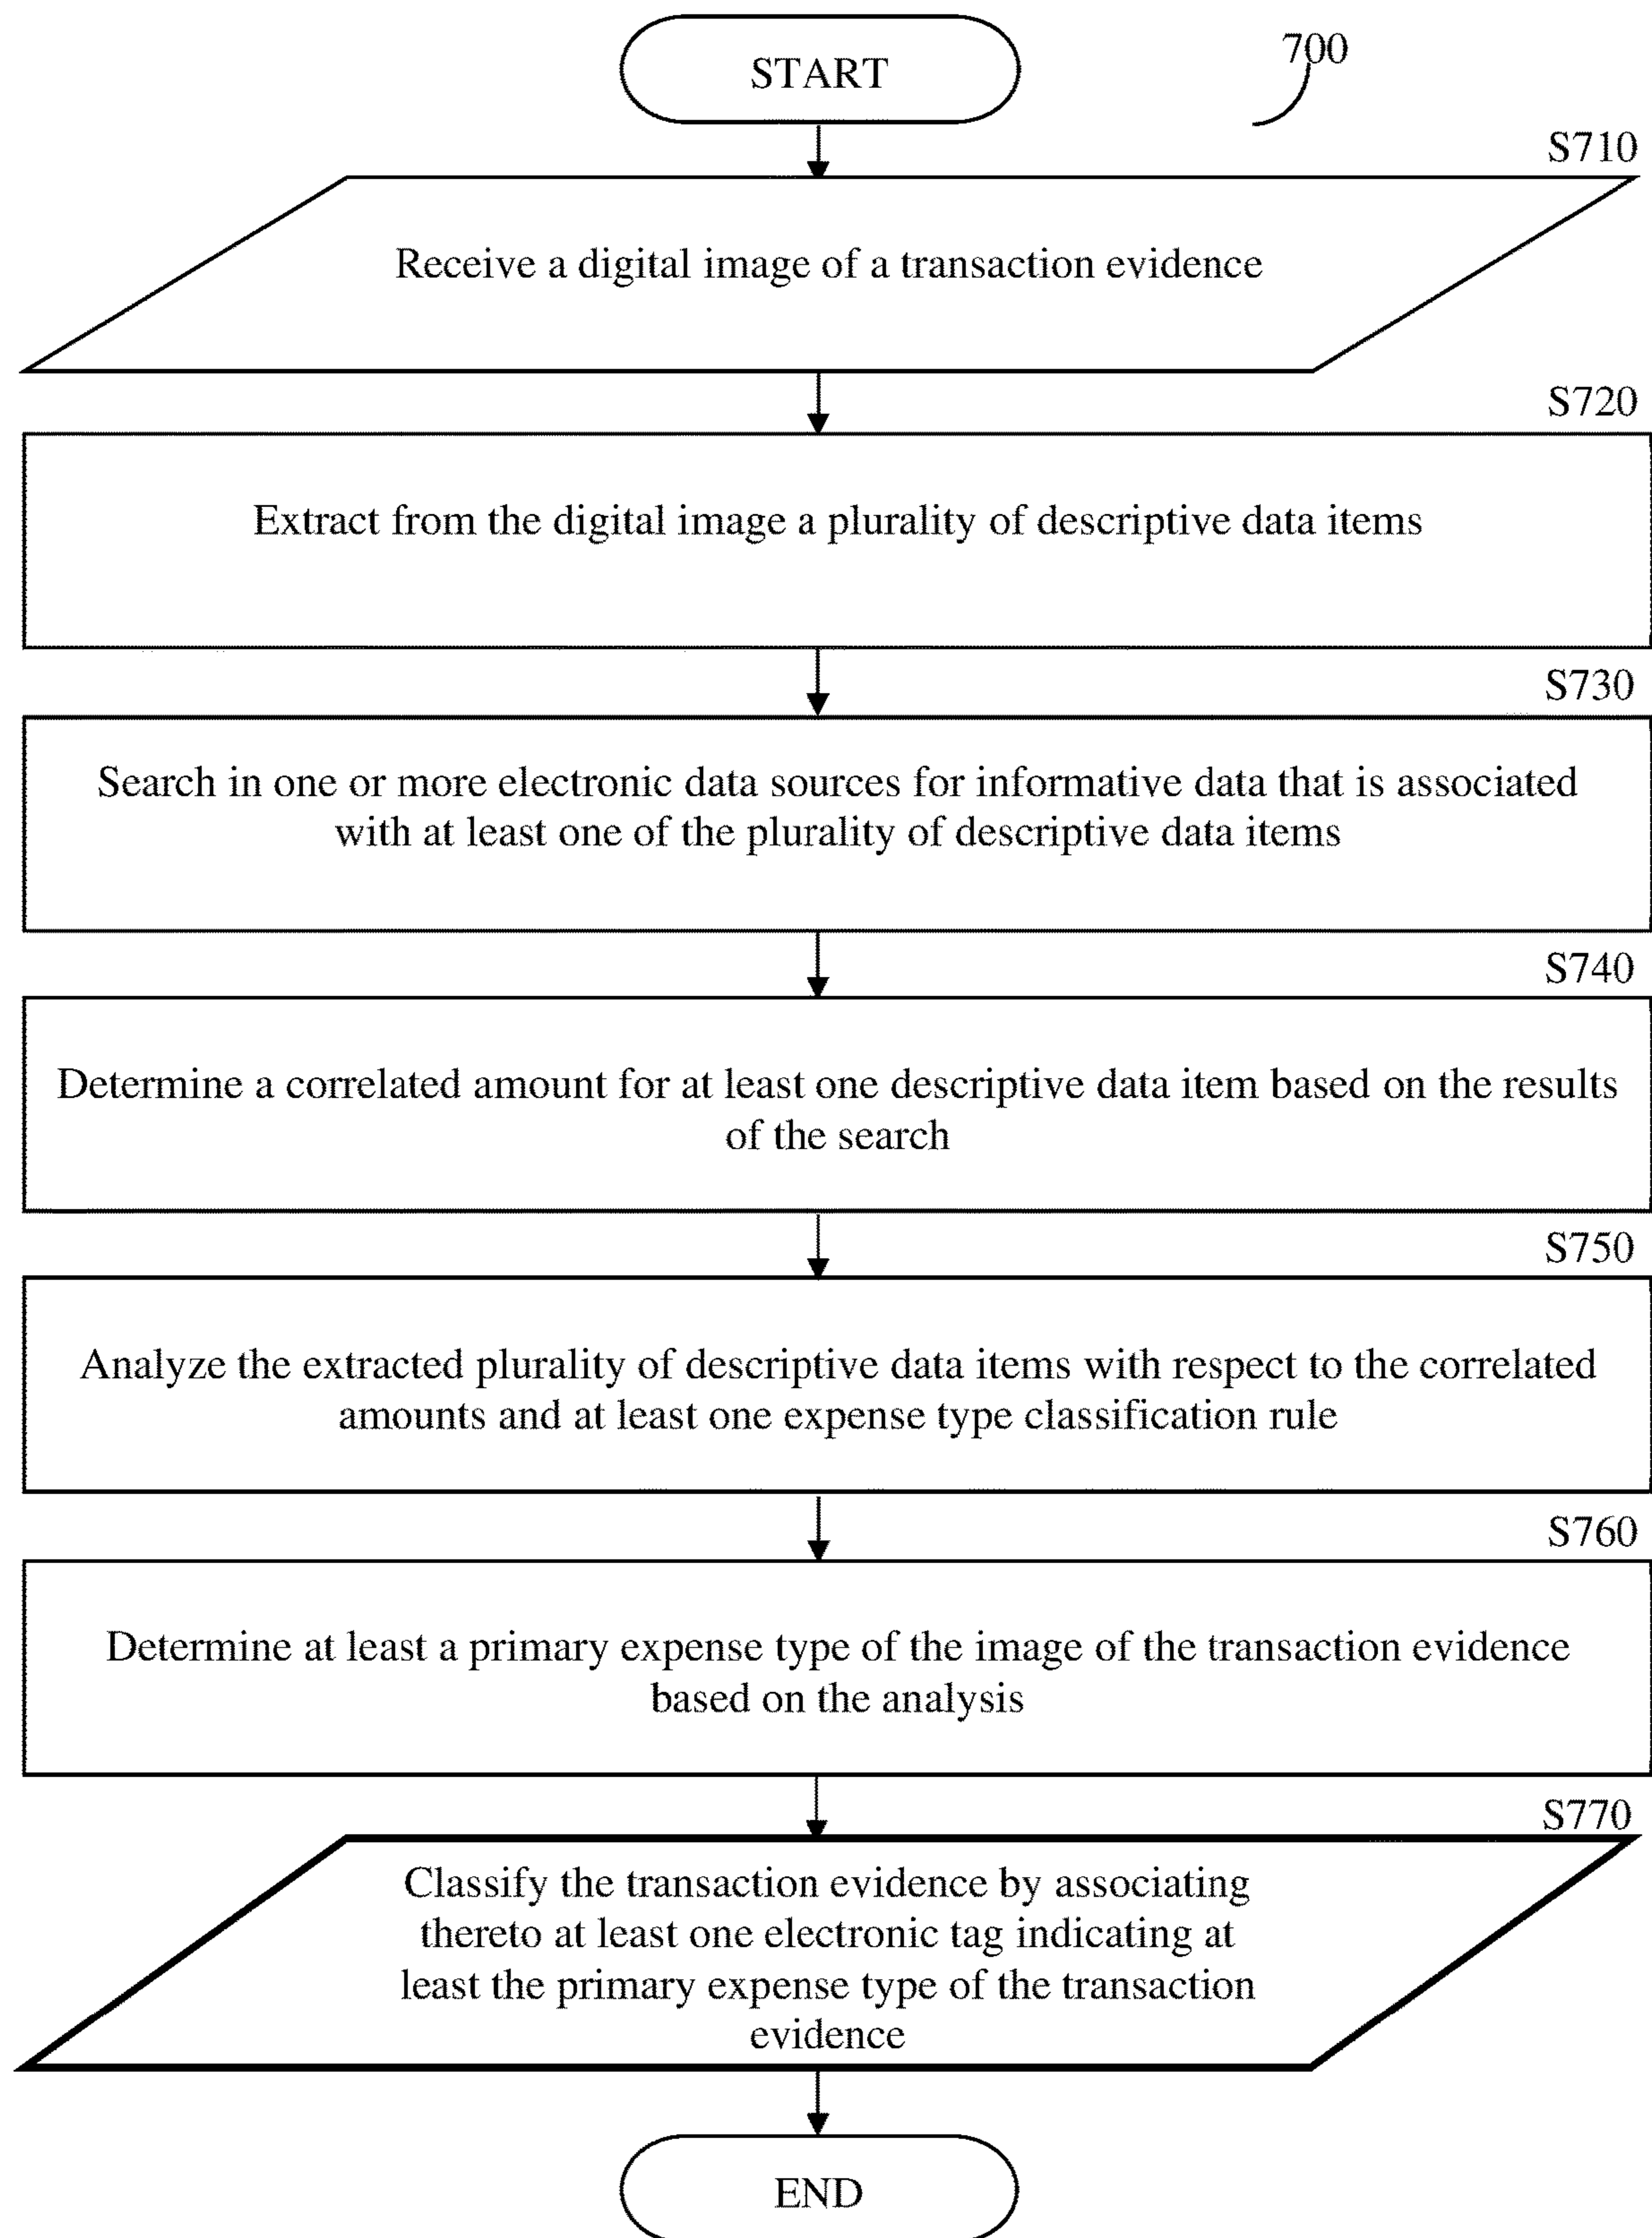 START
700
S710
Receive a digital image of a transaction evidence
S720
Extract from the digital image a plurality of descriptive data items
S730
Search in one or more electronic data sources for informative data that is associated
with at least one of the plurality of descriptive data items
S740
Determine a correlated amount for at least one descriptive data item based on the results
of the search
S750
Analyze the extracted plurality of descriptive data items with respect to the correlated
amounts and at least one expense type classification rule
S760
Determine at least a primary expense type of the image of the transaction evidence
based on the analysis
S770
Classify the transaction evidence by associating
thereto at least one electronic tag indicating at
least the primary expense type of the transaction
evidence
END